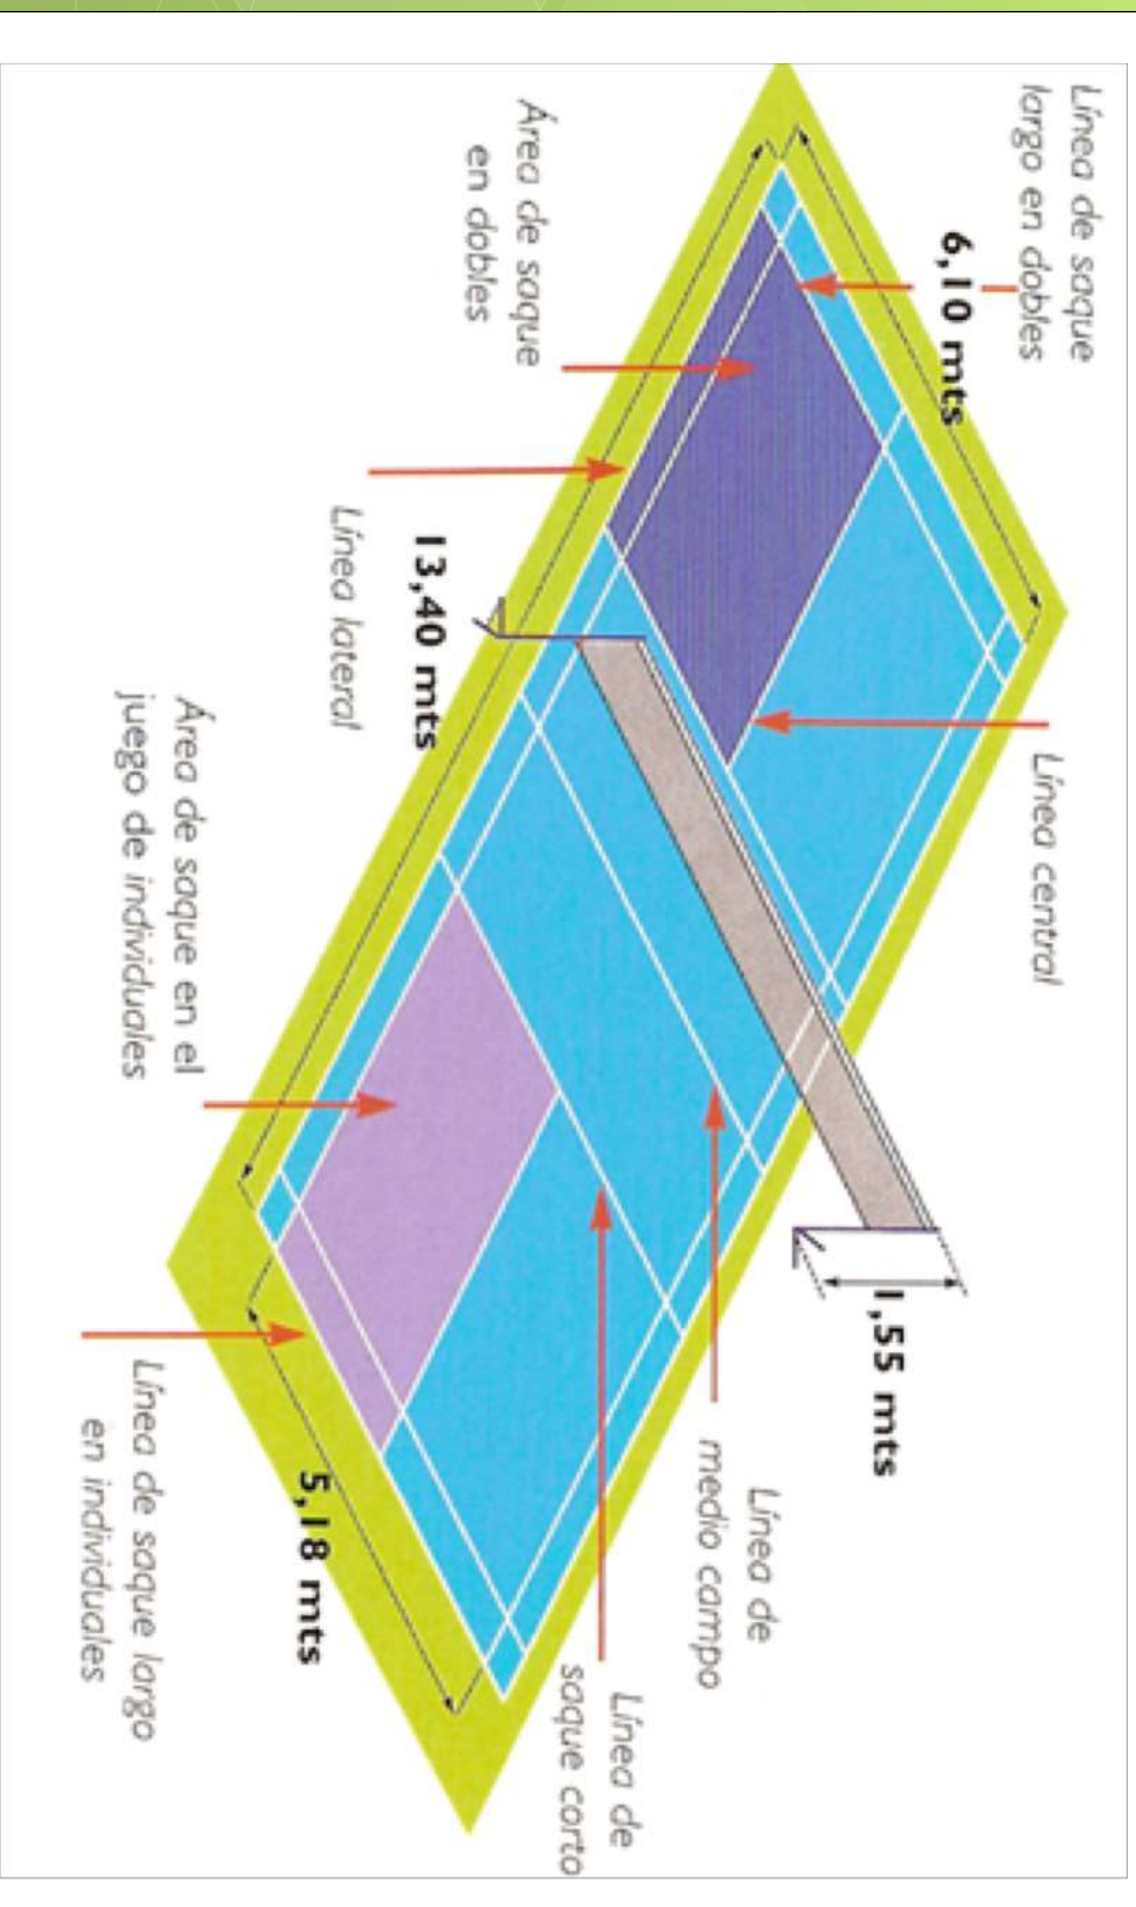 Línea de saque
largo en dobles
6,10 mts
Línea central
1,55 mts
Línea de
medio campo
Línea de
saque corto
Área de saque
en dobles
Línea lateral
13,40 mts
Área de saque en el
juego de individuales
5,18 mts
Línea de saque largo
en individuales